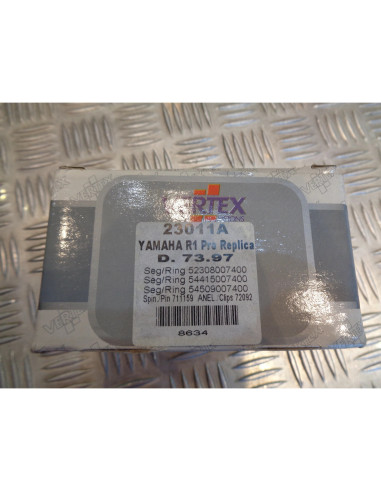 23011A
YAMAHA R1 Pro Replica
D. 73.97
Seg/Ring 52308007400
Seg/Ring 54415007400
Seg/Ring 54509007400
Spin./Pin 711159 ANEL./Clips 72092
8634